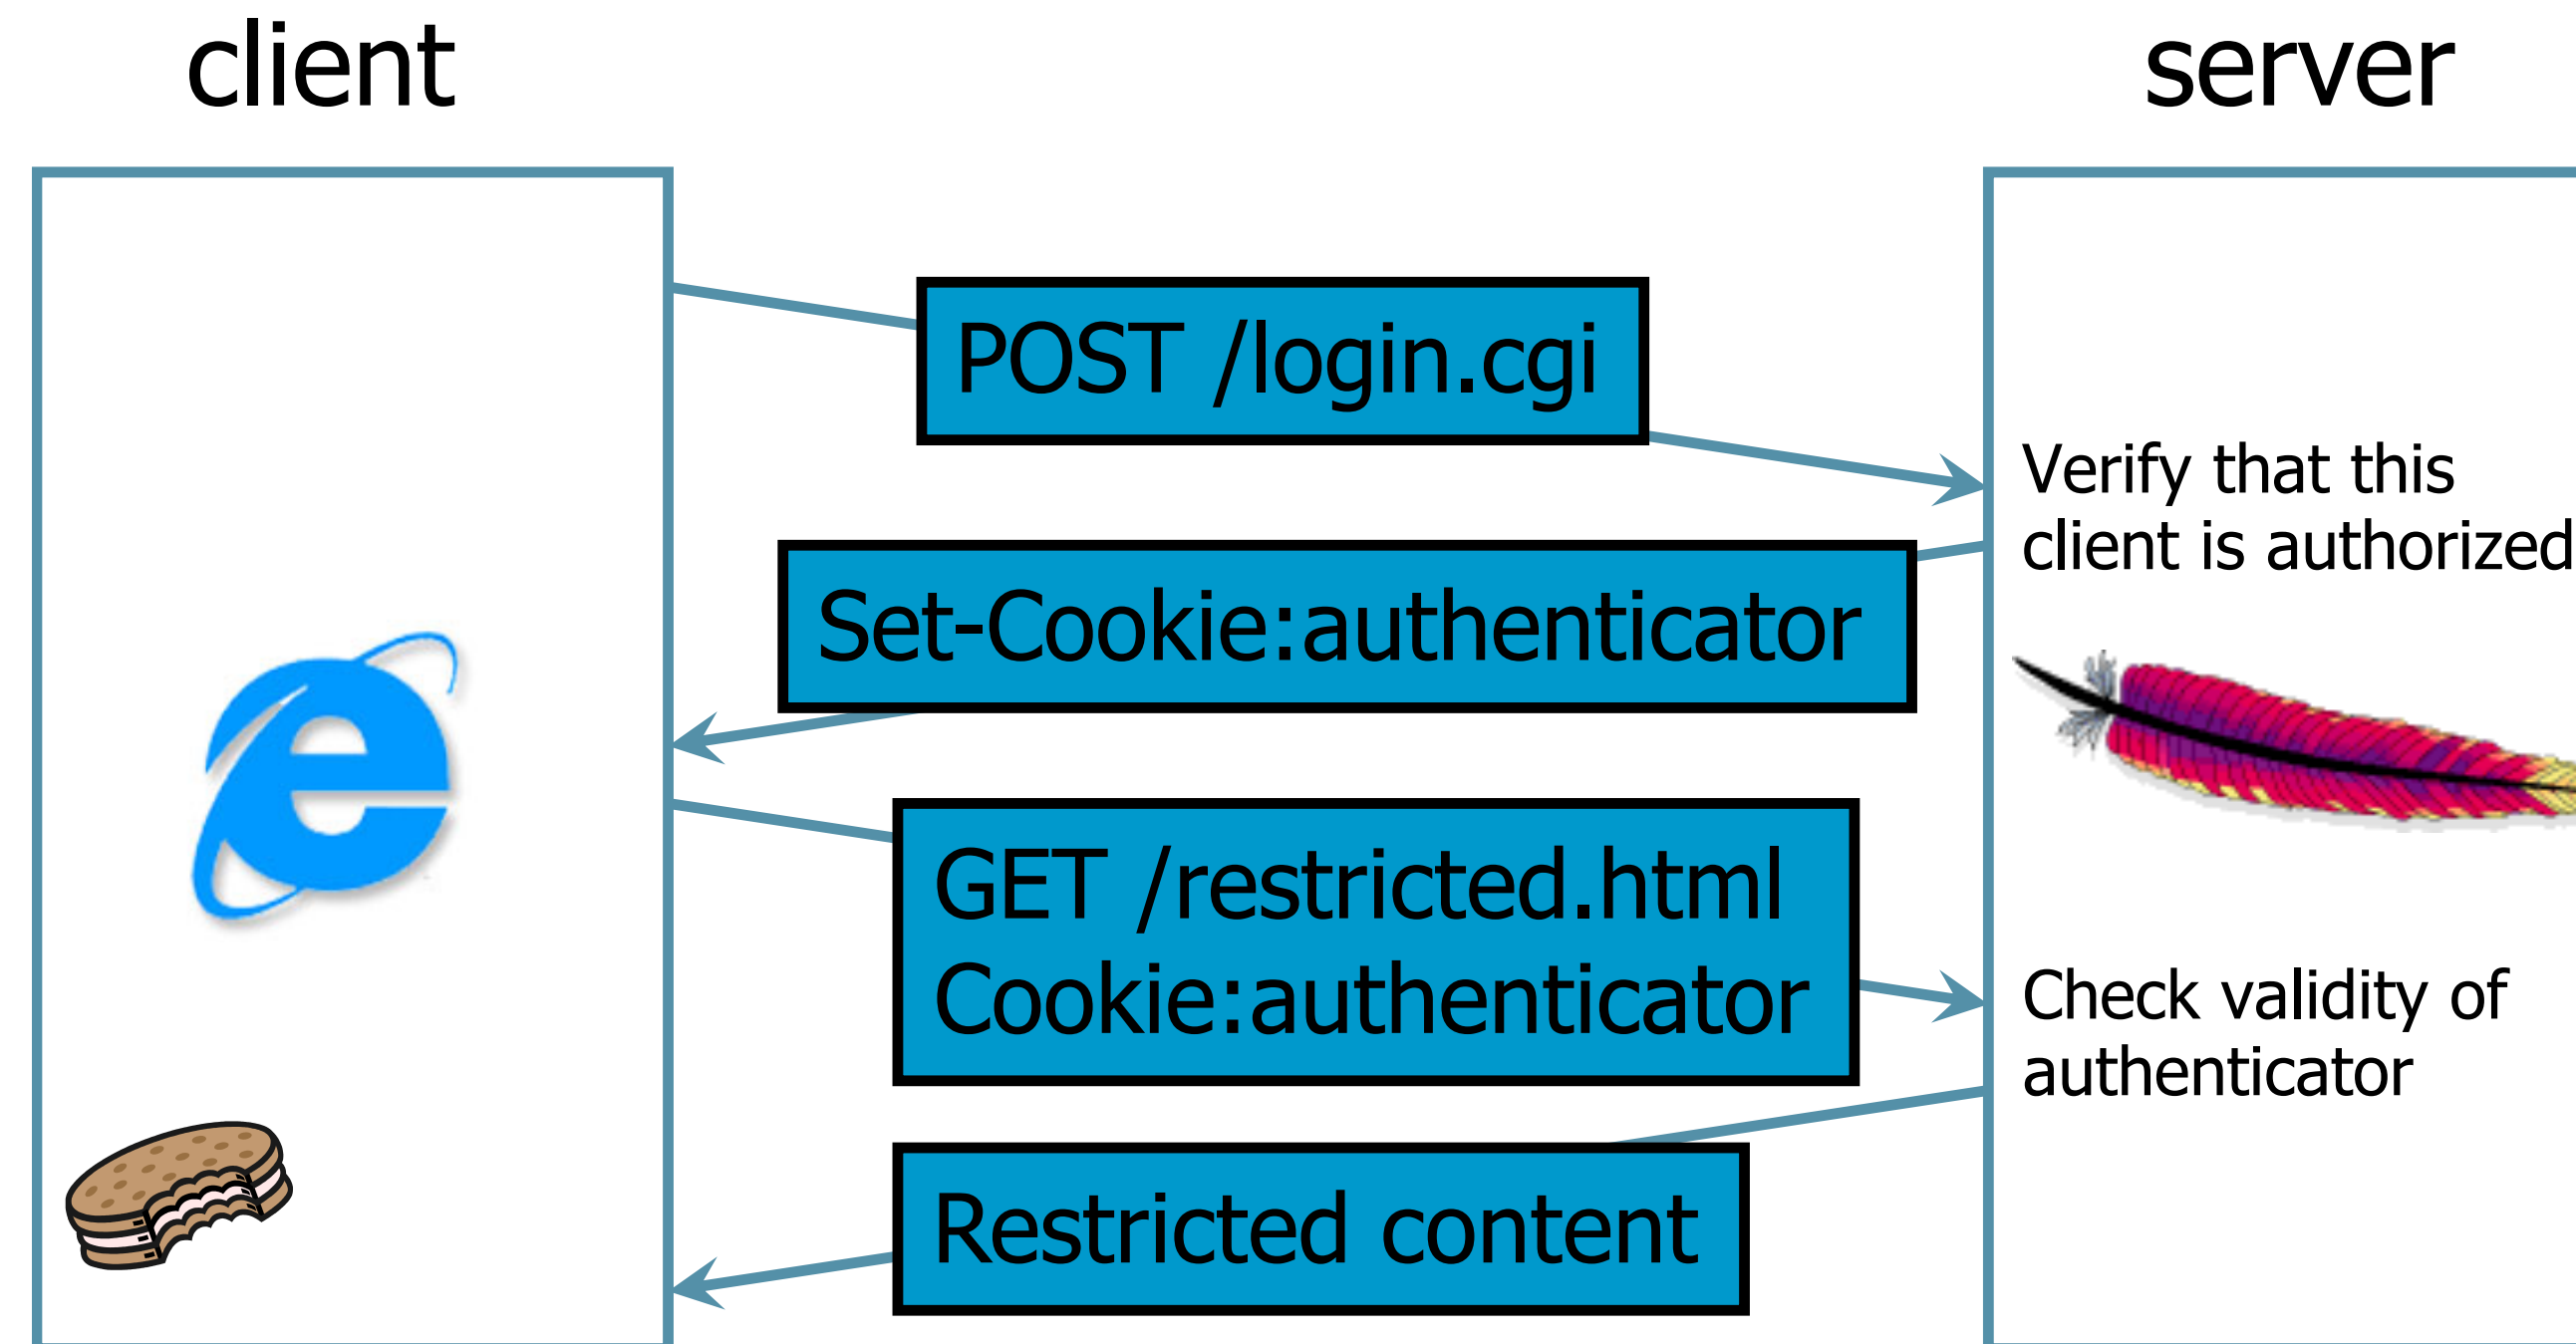 client
server
POST /login.cgi
Verify that this
client is authorized
Set-Cookie:authenticator
GET /restricted.html
Cookie:authenticator
Check validity of
authenticator
Restricted content